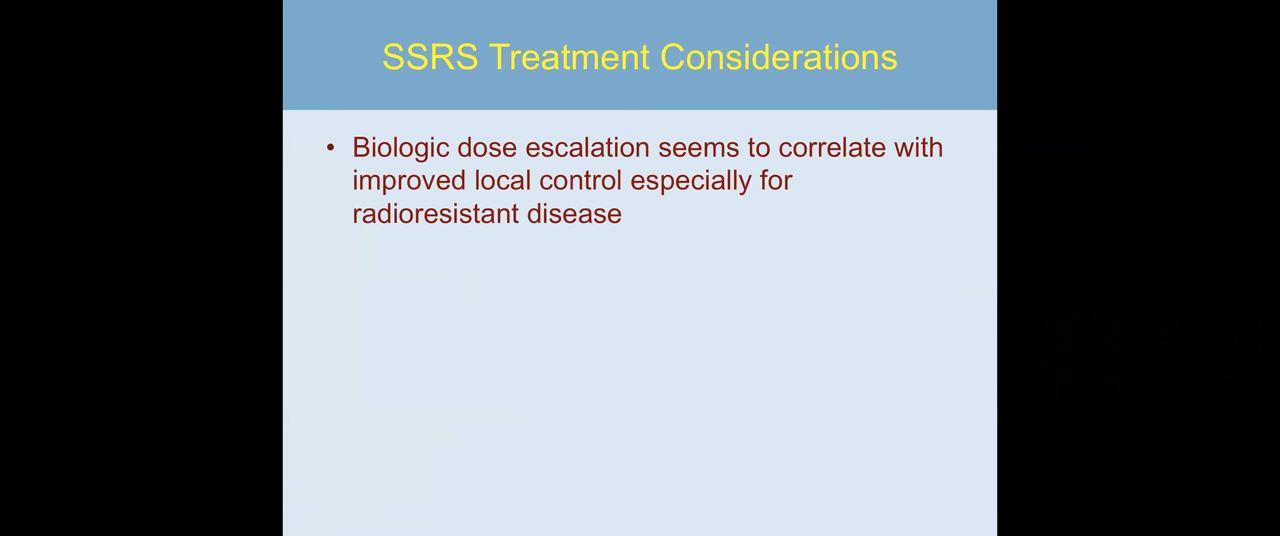 SSRS Treatment Considerations
• Biologic dose escalation seems to correlate with
improved local control especially for
radioresistant disease